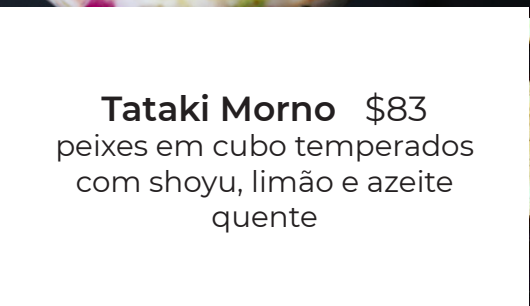 Tataki Morno $83
peixes em cubo temperados
com shoyu, limão e azeite
quente